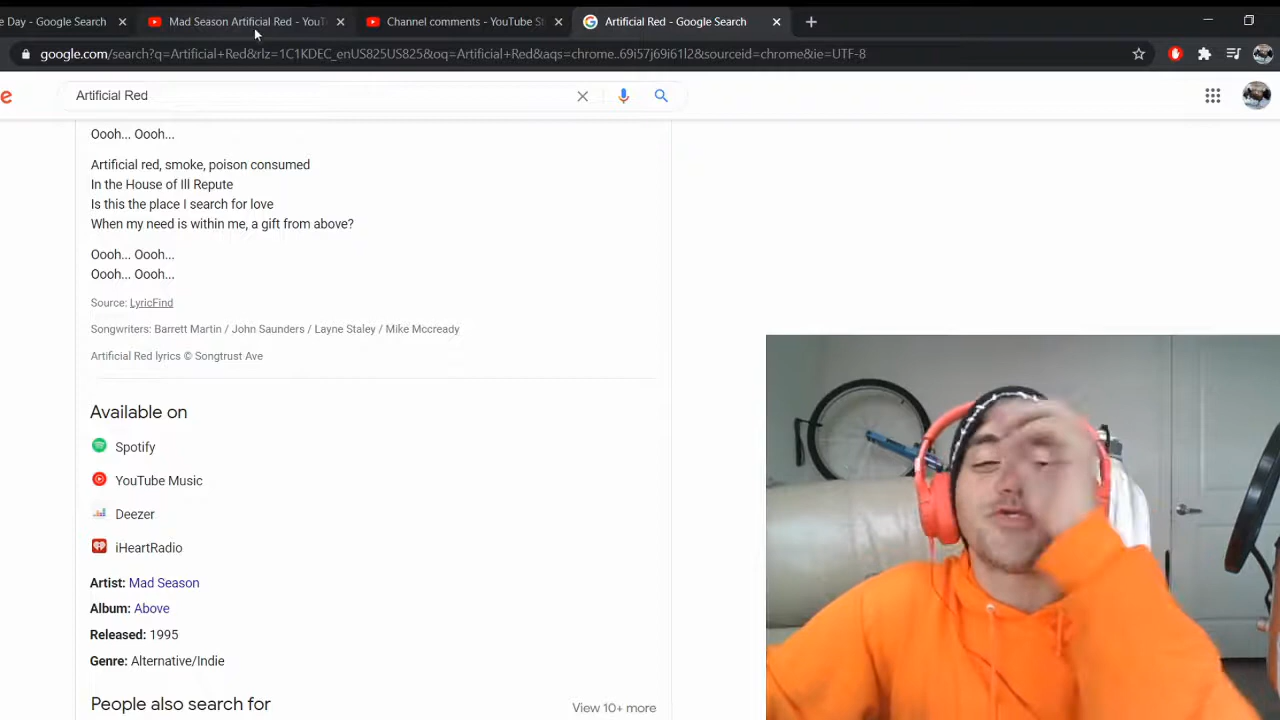 e Day - Google Search
Mad Season Artificial Red - YouT
Channel comments - YouTube St
Artificial Red - Google Search
google.com/search?q=Artificial+Red&rlz=1C1KDEC_enUS825US825&oq=Artificial+Red&aqs=chrome..69i57j69i61l2&sourceid=chrome&ie=UTF-8
e
Artificial Red
Oooh... Oooh...
Artificial red, smoke, poison consumed
In the House of Ill Repute
Is this the place I search for love
When my need is within me, a gift from above?
Oooh... Oooh...
Oooh... Oooh...
Source: LyricFind
Songwriters: Barrett Martin / John Saunders / Layne Staley / Mike Mccready
Artificial Red lyrics © Songtrust Ave
Available on
Spotify
YouTube Music
Deezer
iHeartRadio
Artist: Mad Season
Album: Above
Released: 1995
Genre: Alternative/Indie
People also search for
View 10+ more